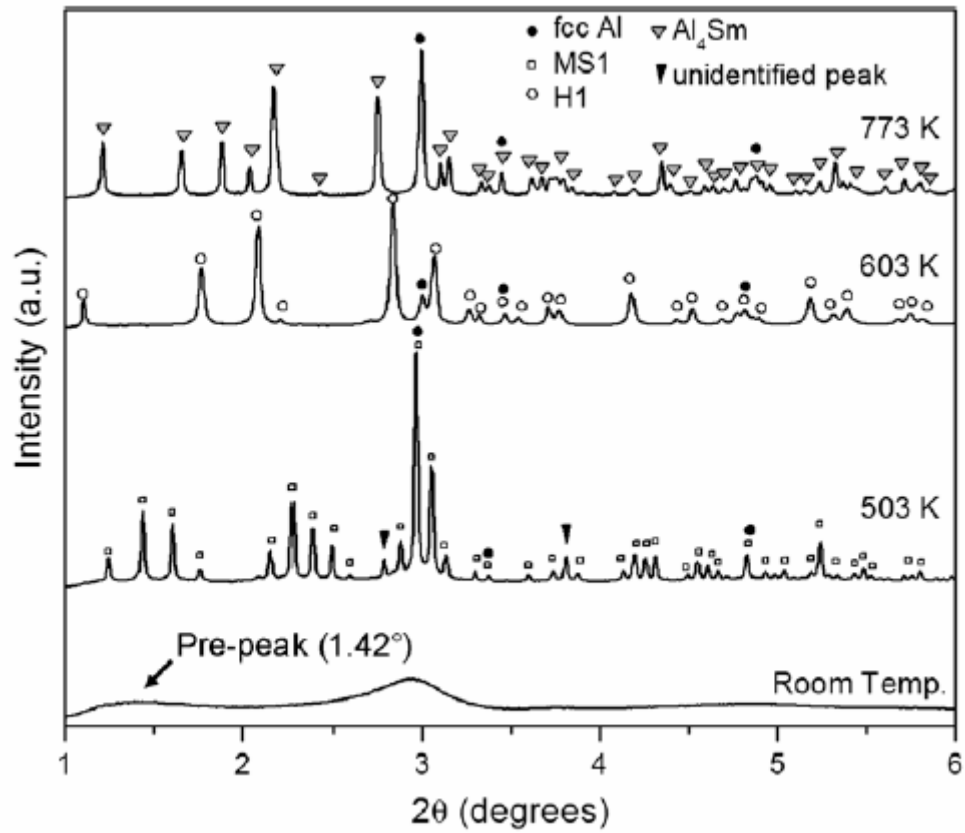 fcc Al
Al₄Sm
MS1
unidentified peak
H1
773 K
603 K
503 K
Pre-peak (1.42°)
Room Temp.
Intensity (a.u.)
1 2 3 4 5 6
2θ (degrees)